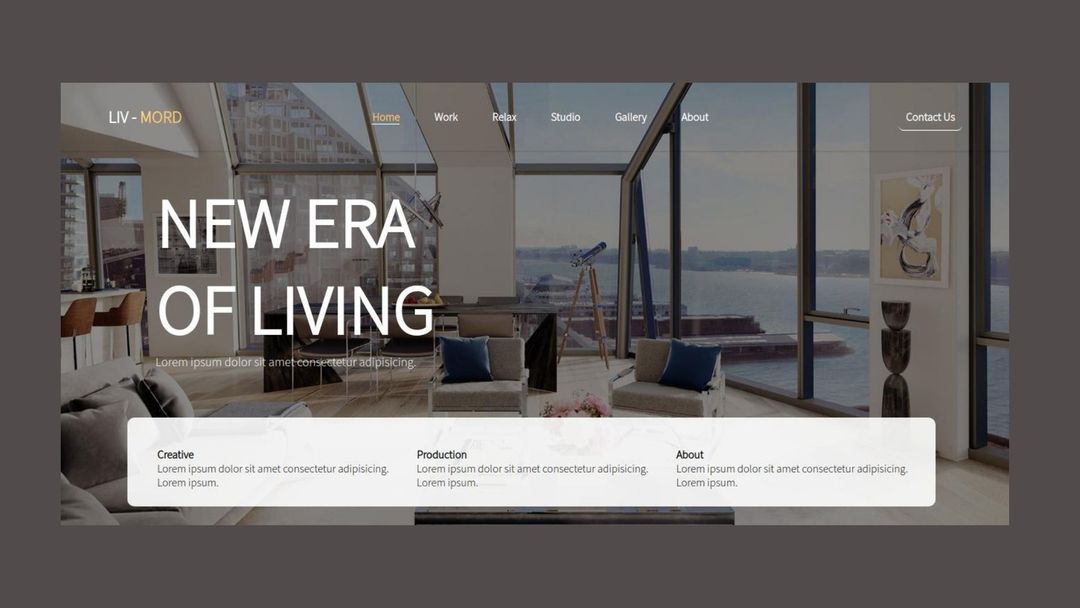 LIV - MORD
Home Work Relax Studio Gallery About
Contact Us
NEW ERA
OF LIVING
Lorem ipsum dolor sit amet consectetur adipisicing.
Creative
Lorem ipsum dolor sit amet consectetur adipisicing.
Lorem ipsum.
Production
Lorem ipsum dolor sit amet consectetur adipisicing.
Lorem ipsum.
About
Lorem ipsum dolor sit amet consectetur adipisicing.
Lorem ipsum.